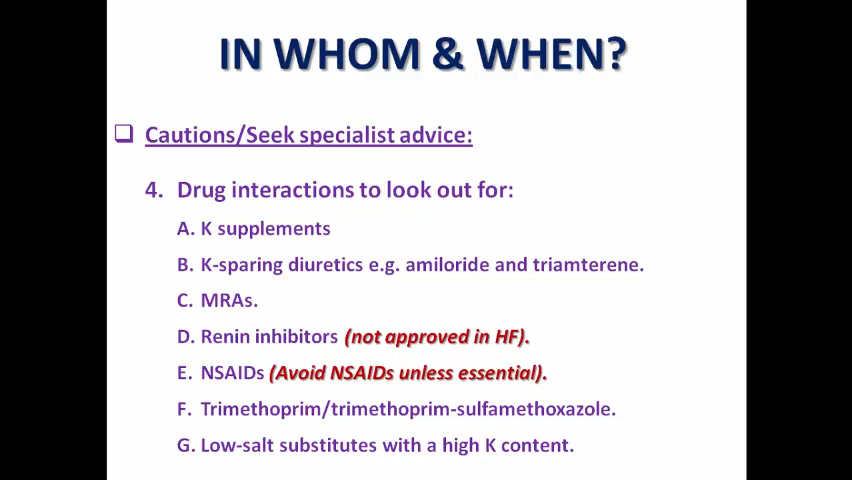 IN WHOM & WHEN?
Cautions/Seek specialist advice:
4. Drug interactions to look out for:
A. K supplements
B. K-sparing diuretics e.g. amiloride and triamterene.
C. MRAs.
D. Renin inhibitors (not approved in HF).
E. NSAIDs (Avoid NSAIDs unless essential).
F. Trimethoprim/trimethoprim-sulfamethoxazole.
G. Low-salt substitutes with a high K content.